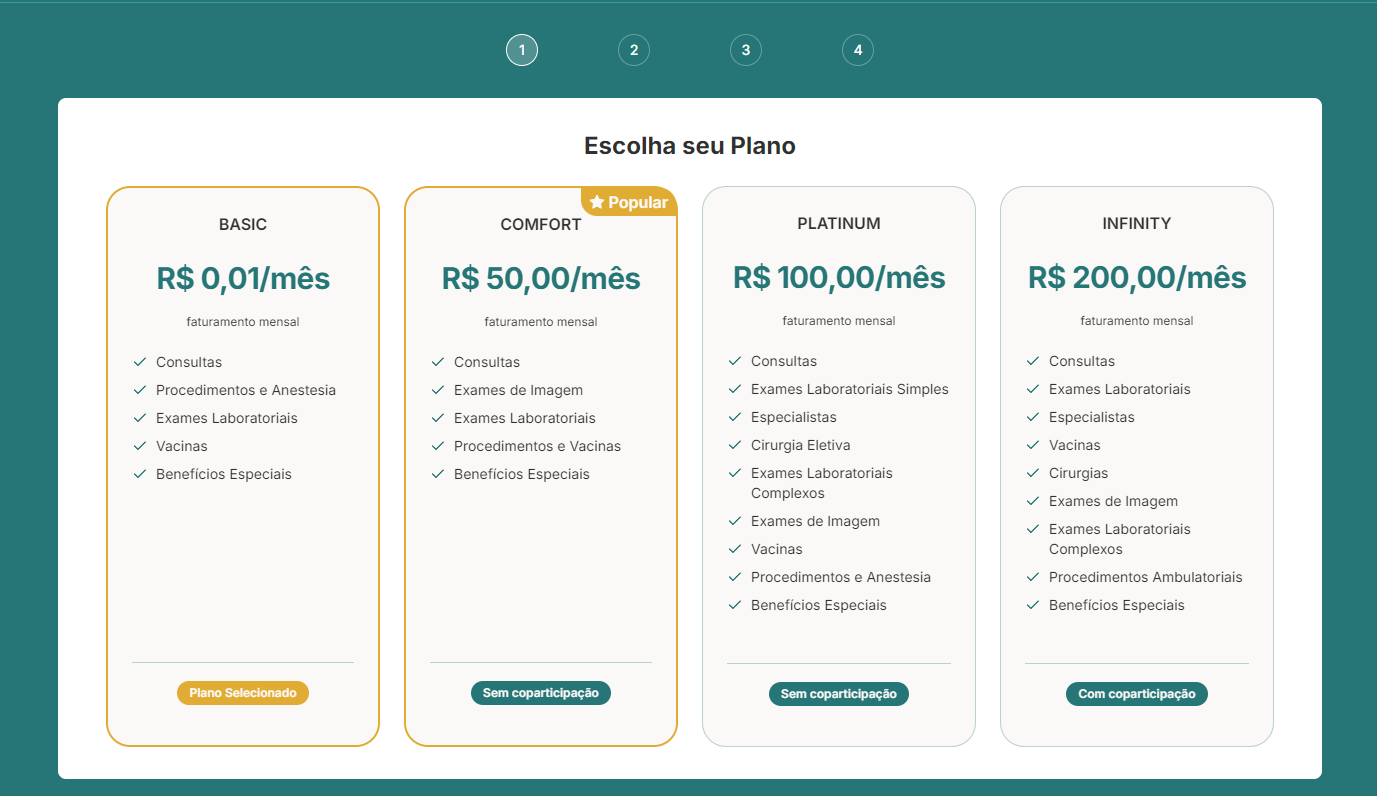 1
2
3
4
Escolha seu Plano
BASIC
R$ 0,01/mês
faturamento mensal
Consultas
Procedimentos e Anestesia
Exames Laboratoriais
Vacinas
Benefícios Especiais
Plano Selecionado
Popular
COMFORT
R$ 50,00/mês
faturamento mensal
Consultas
Exames de Imagem
Exames Laboratoriais
Procedimentos e Vacinas
Benefícios Especiais
Sem coparticipação
PLATINUM
R$ 100,00/mês
faturamento mensal
Consultas
Exames Laboratoriais Simples
Especialistas
Cirurgia Eletiva
Exames Laboratoriais
Complexos
Exames de Imagem
Vacinas
Procedimentos e Anestesia
Benefícios Especiais
Sem coparticipação
INFINITY
R$ 200,00/mês
faturamento mensal
Consultas
Exames Laboratoriais
Especialistas
Vacinas
Cirurgias
Exames de Imagem
Exames Laboratoriais
Complexos
Procedimentos Ambulatoriais
Benefícios Especiais
Com coparticipação